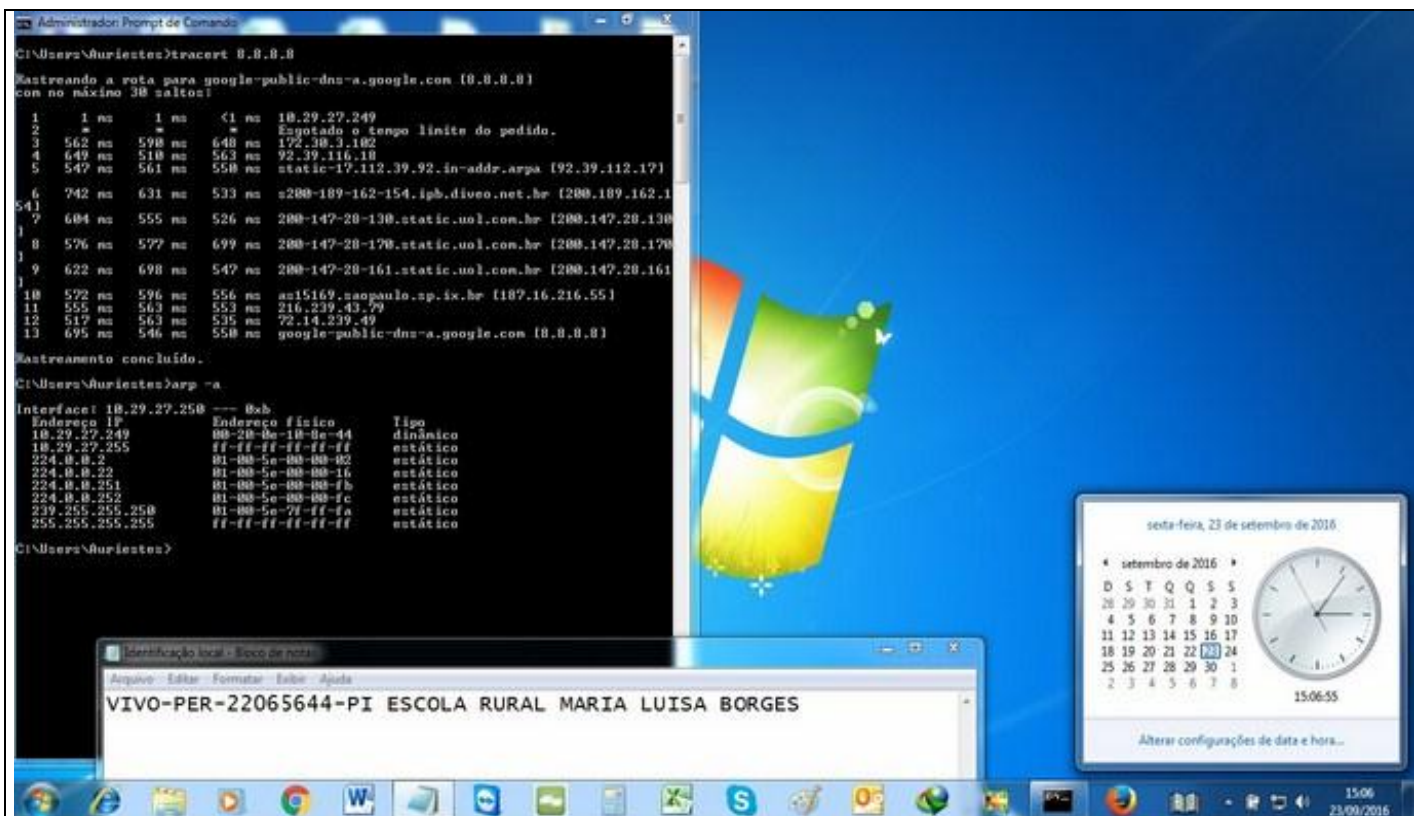 Administrador: Prompt de Comando
C:\Users\Auriestes>tracert 8.8.8.8
Rastreando a rota para google-public-dns-a.google.com [8.8.8.8]
com no máximo 30 saltos:
1 1 ms 1 ms <1 ms 10.29.27.249
2 * * * Esgotado o tempo limite do pedido.
3 562 ms 590 ms 648 ms 172.30.3.102
4 649 ms 510 ms 563 ms 92.39.116.18
5 547 ms 561 ms 550 ms static-17.112.39.92.in-addr.arpa [92.39.112.17]
6 742 ms 631 ms 533 ms s200-189-162-154.ipb.diveo.net.br [200.189.162.1
54]
7 604 ms 555 ms 526 ms 200-147-28-130.static.uol.com.br [200.147.28.130
]
8 576 ms 577 ms 699 ms 200-147-28-170.static.uol.com.br [200.147.28.170
]
9 622 ms 698 ms 547 ms 200-147-28-161.static.uol.com.br [200.147.28.161
]
10 572 ms 596 ms 556 ms as15169.saopaulo.sp.ix.br [187.16.216.55]
11 555 ms 563 ms 553 ms 216.239.43.79
12 517 ms 563 ms 535 ms 72.14.239.49
13 695 ms 546 ms 550 ms google-public-dns-a.google.com [8.8.8.8]
Rastreamento concluído.
C:\Users\Auriestes>arp -a
Interface: 10.29.27.250 --- 0xb
Endereço IP Endereço físico Tipo
10.29.27.249 00-20-0e-10-8e-44 dinâmico
10.29.27.255 ff-ff-ff-ff-ff-ff estático
224.0.0.2 01-00-5e-00-00-02 estático
224.0.0.22 01-00-5e-00-00-16 estático
224.0.0.251 01-00-5e-00-00-fb estático
224.0.0.252 01-00-5e-00-00-fc estático
239.255.255.250 01-00-5e-7f-ff-fa estático
255.255.255.255 ff-ff-ff-ff-ff-ff estático
C:\Users\Auriestes>
Identificação local - Bloco de notas
Arquivo Editar Formatar Exibir Ajuda
VIVO-PER-22065644-PI ESCOLA RURAL MARIA LUISA BORGES
sexta-feira, 23 de setembro de 2016
setembro de 2016
D S T Q Q S S
28 29 30 31 1 2 3
4 5 6 7 8 9 10
11 12 13 14 15 16 17
18 19 20 21 22 23 24
25 26 27 28 29 30 1
2 3 4 5 6 7 8
15:06:55
Alterar configurações de data e hora...
15:06
23/09/2016